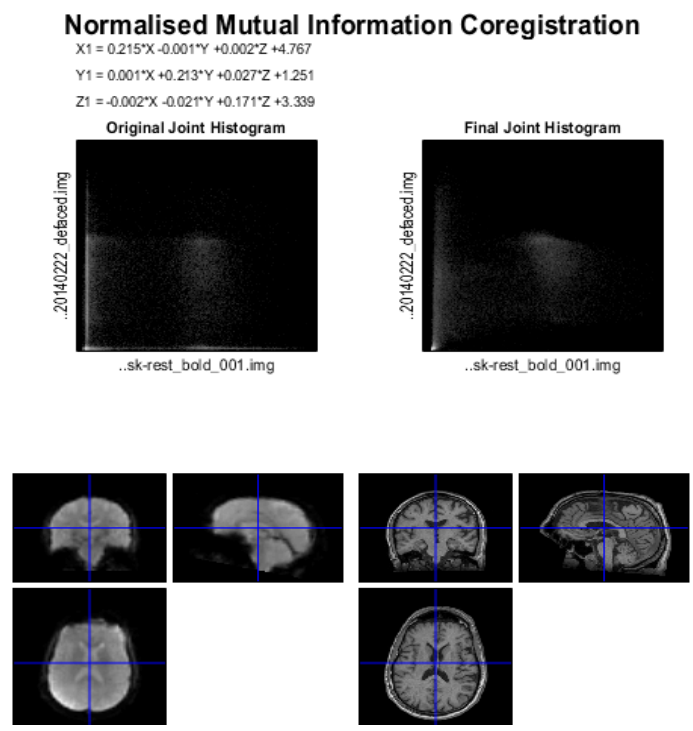 Normalised Mutual Information Coregistration
X1 = 0.215*X -0.001*Y +0.002*Z +4.767
Y1 = 0.001*X +0.213*Y +0.027*Z +1.251
Z1 = -0.002*X -0.021*Y +0.171*Z +3.339
Original Joint Histogram
Final Joint Histogram
..20140222_defaced.img
..20140222_defaced.img
..sk-rest_bold_001.img
..sk-rest_bold_001.img